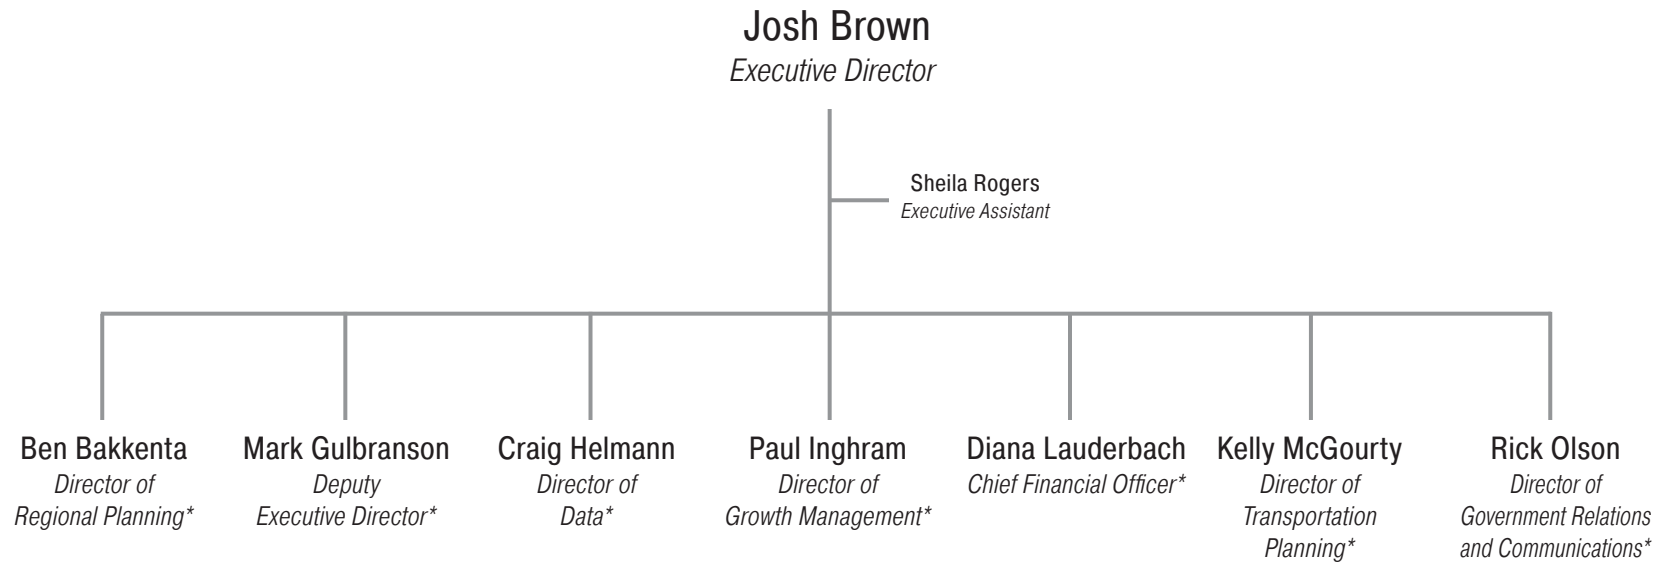 Josh Brown
Executive Director
Sheila Rogers
Executive Assistant
Ben Bakkenta
Director of
Regional Planning*
Mark Gulbranson
Deputy
Executive Director*
Craig Helmann
Director of
Data*
Paul Inghram
Director of
Growth Management*
Diana Lauderbach
Chief Financial Officer*
Kelly McGourty
Director of
Transportation
Planning*
Rick Olson
Director of
Government Relations
and Communications*